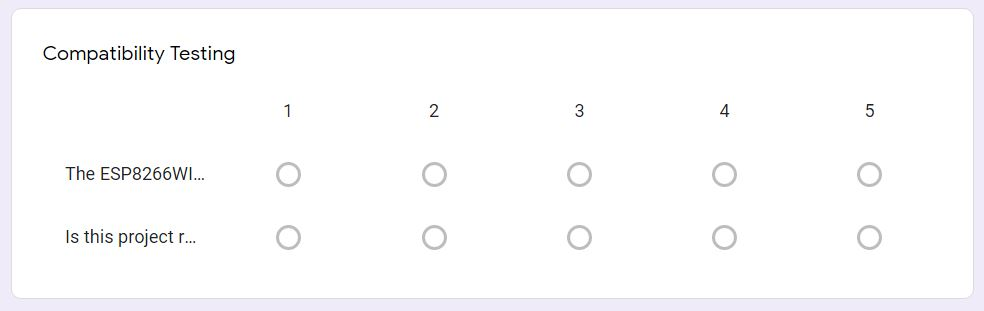 Compatibility Testing
1 2 3 4 5
The ESP8266WI...
Is this project r...